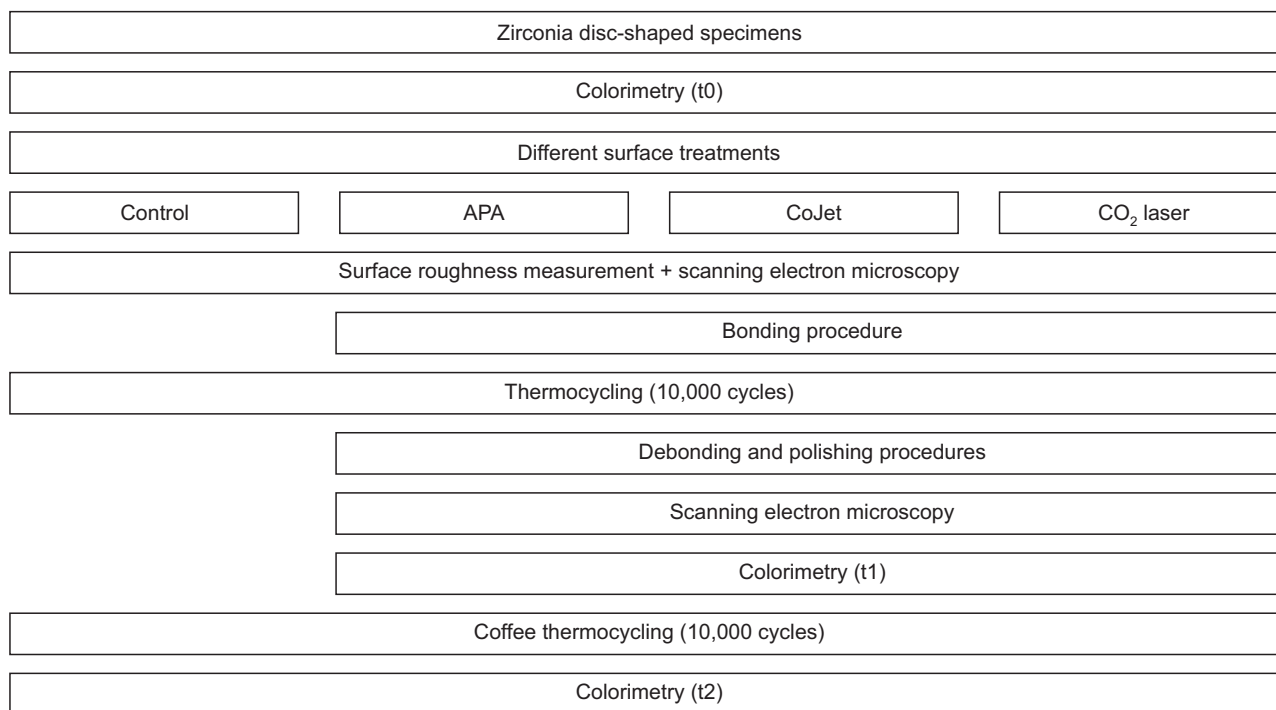 Zirconia disc-shaped specimens
Colorimetry (t0)
Different surface treatments
Control
APA
CoJet
CO₂ laser
Surface roughness measurement + scanning electron microscopy
Bonding procedure
Thermocycling (10,000 cycles)
Debonding and polishing procedures
Scanning electron microscopy
Colorimetry (t1)
Coffee thermocycling (10,000 cycles)
Colorimetry (t2)